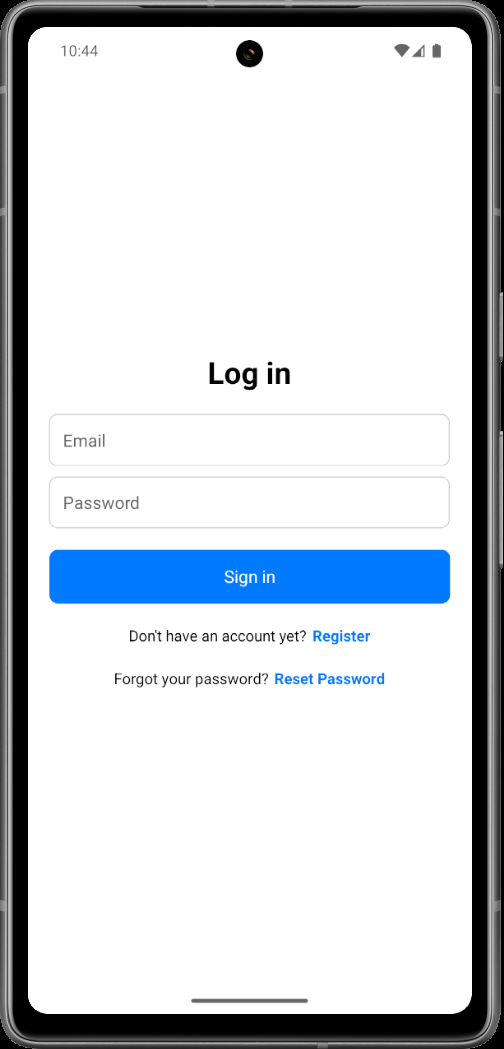 10:44
Log in
Email
Password
Sign in
Don't have an account yet? Register
Forgot your password? Reset Password